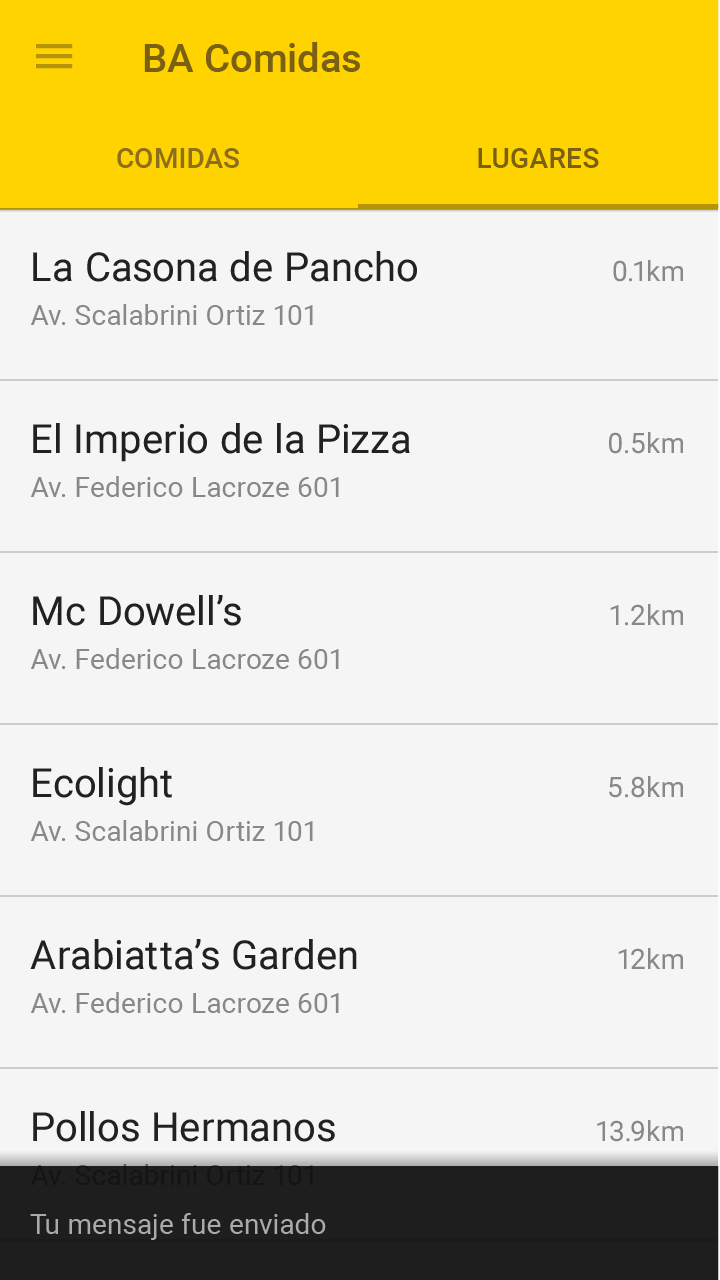 BA Comidas
COMIDAS LUGARES
La Casona de Pancho 0.1km
Av. Scalabrini Ortiz 101
El Imperio de la Pizza 0.5km
Av. Federico Lacroze 601
Mc Dowell’s 1.2km
Av. Federico Lacroze 601
Ecolight 5.8km
Av. Scalabrini Ortiz 101
Arabiatta’s Garden 12km
Av. Federico Lacroze 601
Pollos Hermanos 13.9km
Av. Scalabrini Ortiz 101
Tu mensaje fue enviado